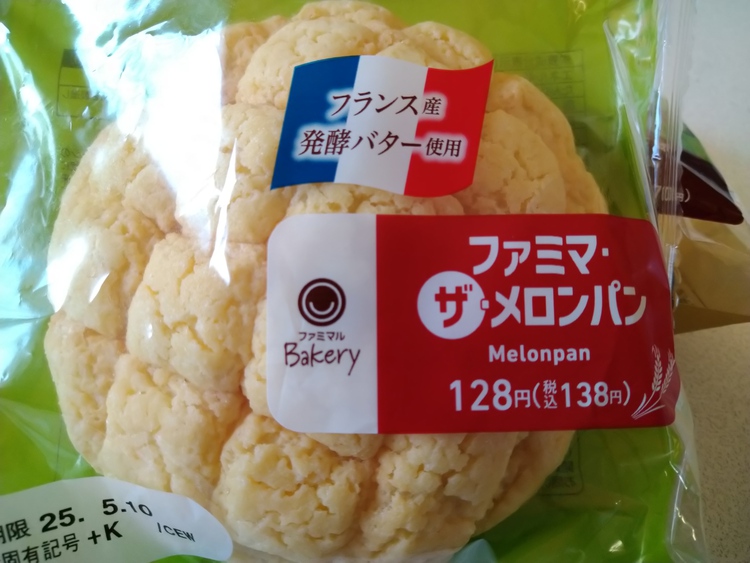 フランス産
発酵バター使用
ファミマ・
ザ・メロンパン
Melonpan
128円(税込138円)
ファミマル
Bakery
期限 25. 5.10
固有記号 +K /CEW